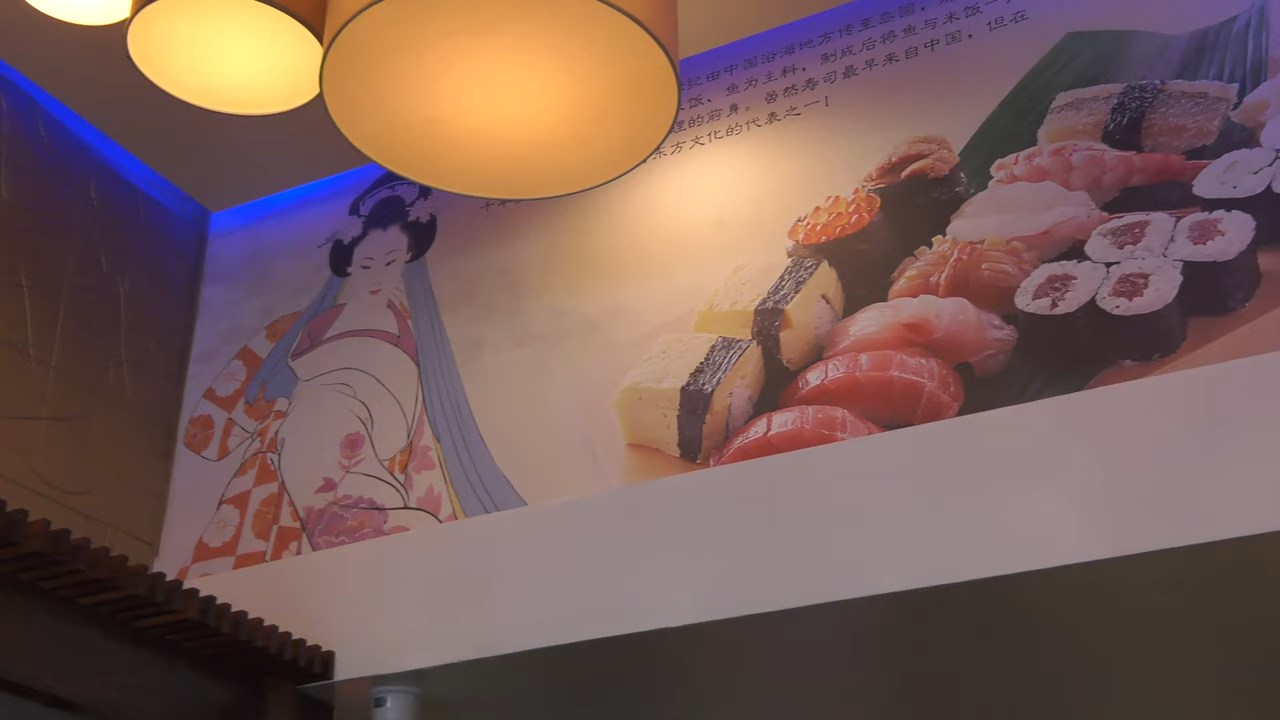 纪由中国沿海地方传至岛国,
饭、鱼为主料，制成后将鱼与米饭一
理的前身。虽然寿司最早来自中国，但在
东方文化的代表之一！